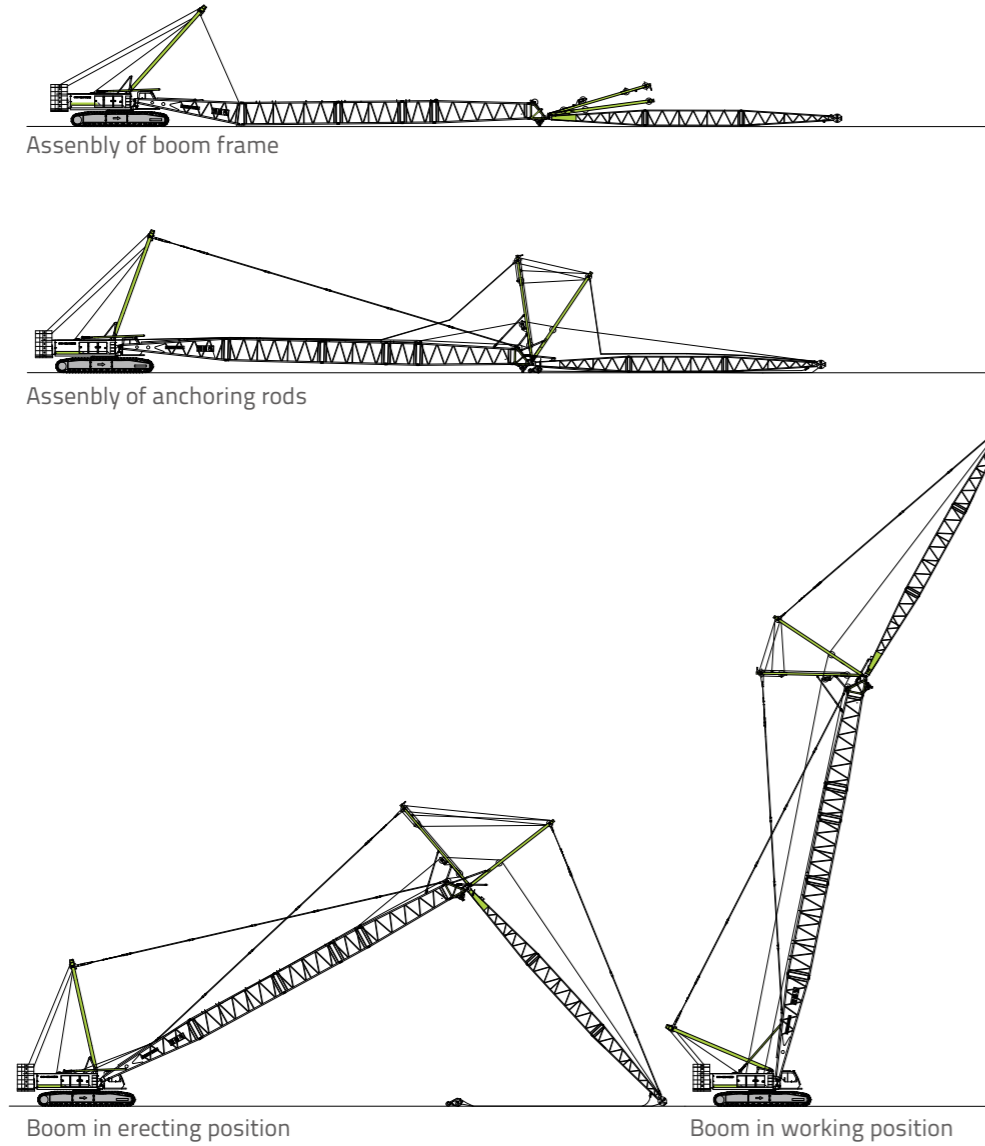 Assenbly of boom frame
Assenbly of anchoring rods
Boom in erecting position
Boom in working position